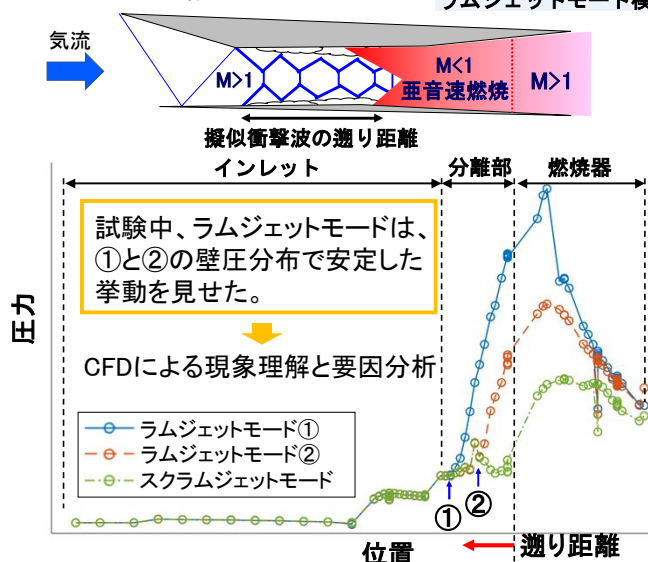 ラムジェットモード模
気流
M>1
M<1
亜音速燃焼
M>1
擬似衝撃波の遡り距離
インレット
分離部
燃焼器
試験中、ラムジェットモードは、
①と②の壁圧分布で安定した
挙動を見せた。
圧力
CFDによる現象理解と要因分析
ラムジェットモード①
ラムジェットモード②
スクラムジェットモード
①
②
位置
遡り距離